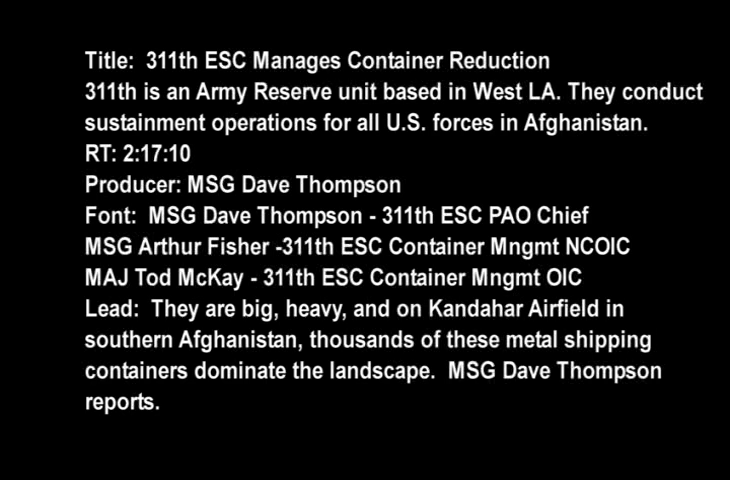 Title:  311th ESC Manages Container Reduction
311th is an Army Reserve unit based in West LA. They conduct
sustainment operations for all U.S. forces in Afghanistan.
RT: 2:17:10
Producer: MSG Dave Thompson
Font:  MSG Dave Thompson - 311th ESC PAO Chief
MSG Arthur Fisher -311th ESC Container Mngmt NCOIC
MAJ Tod McKay - 311th ESC Container Mngmt OIC
Lead:  They are big, heavy, and on Kandahar Airfield in
southern Afghanistan, thousands of these metal shipping
containers dominate the landscape.  MSG Dave Thompson
reports.